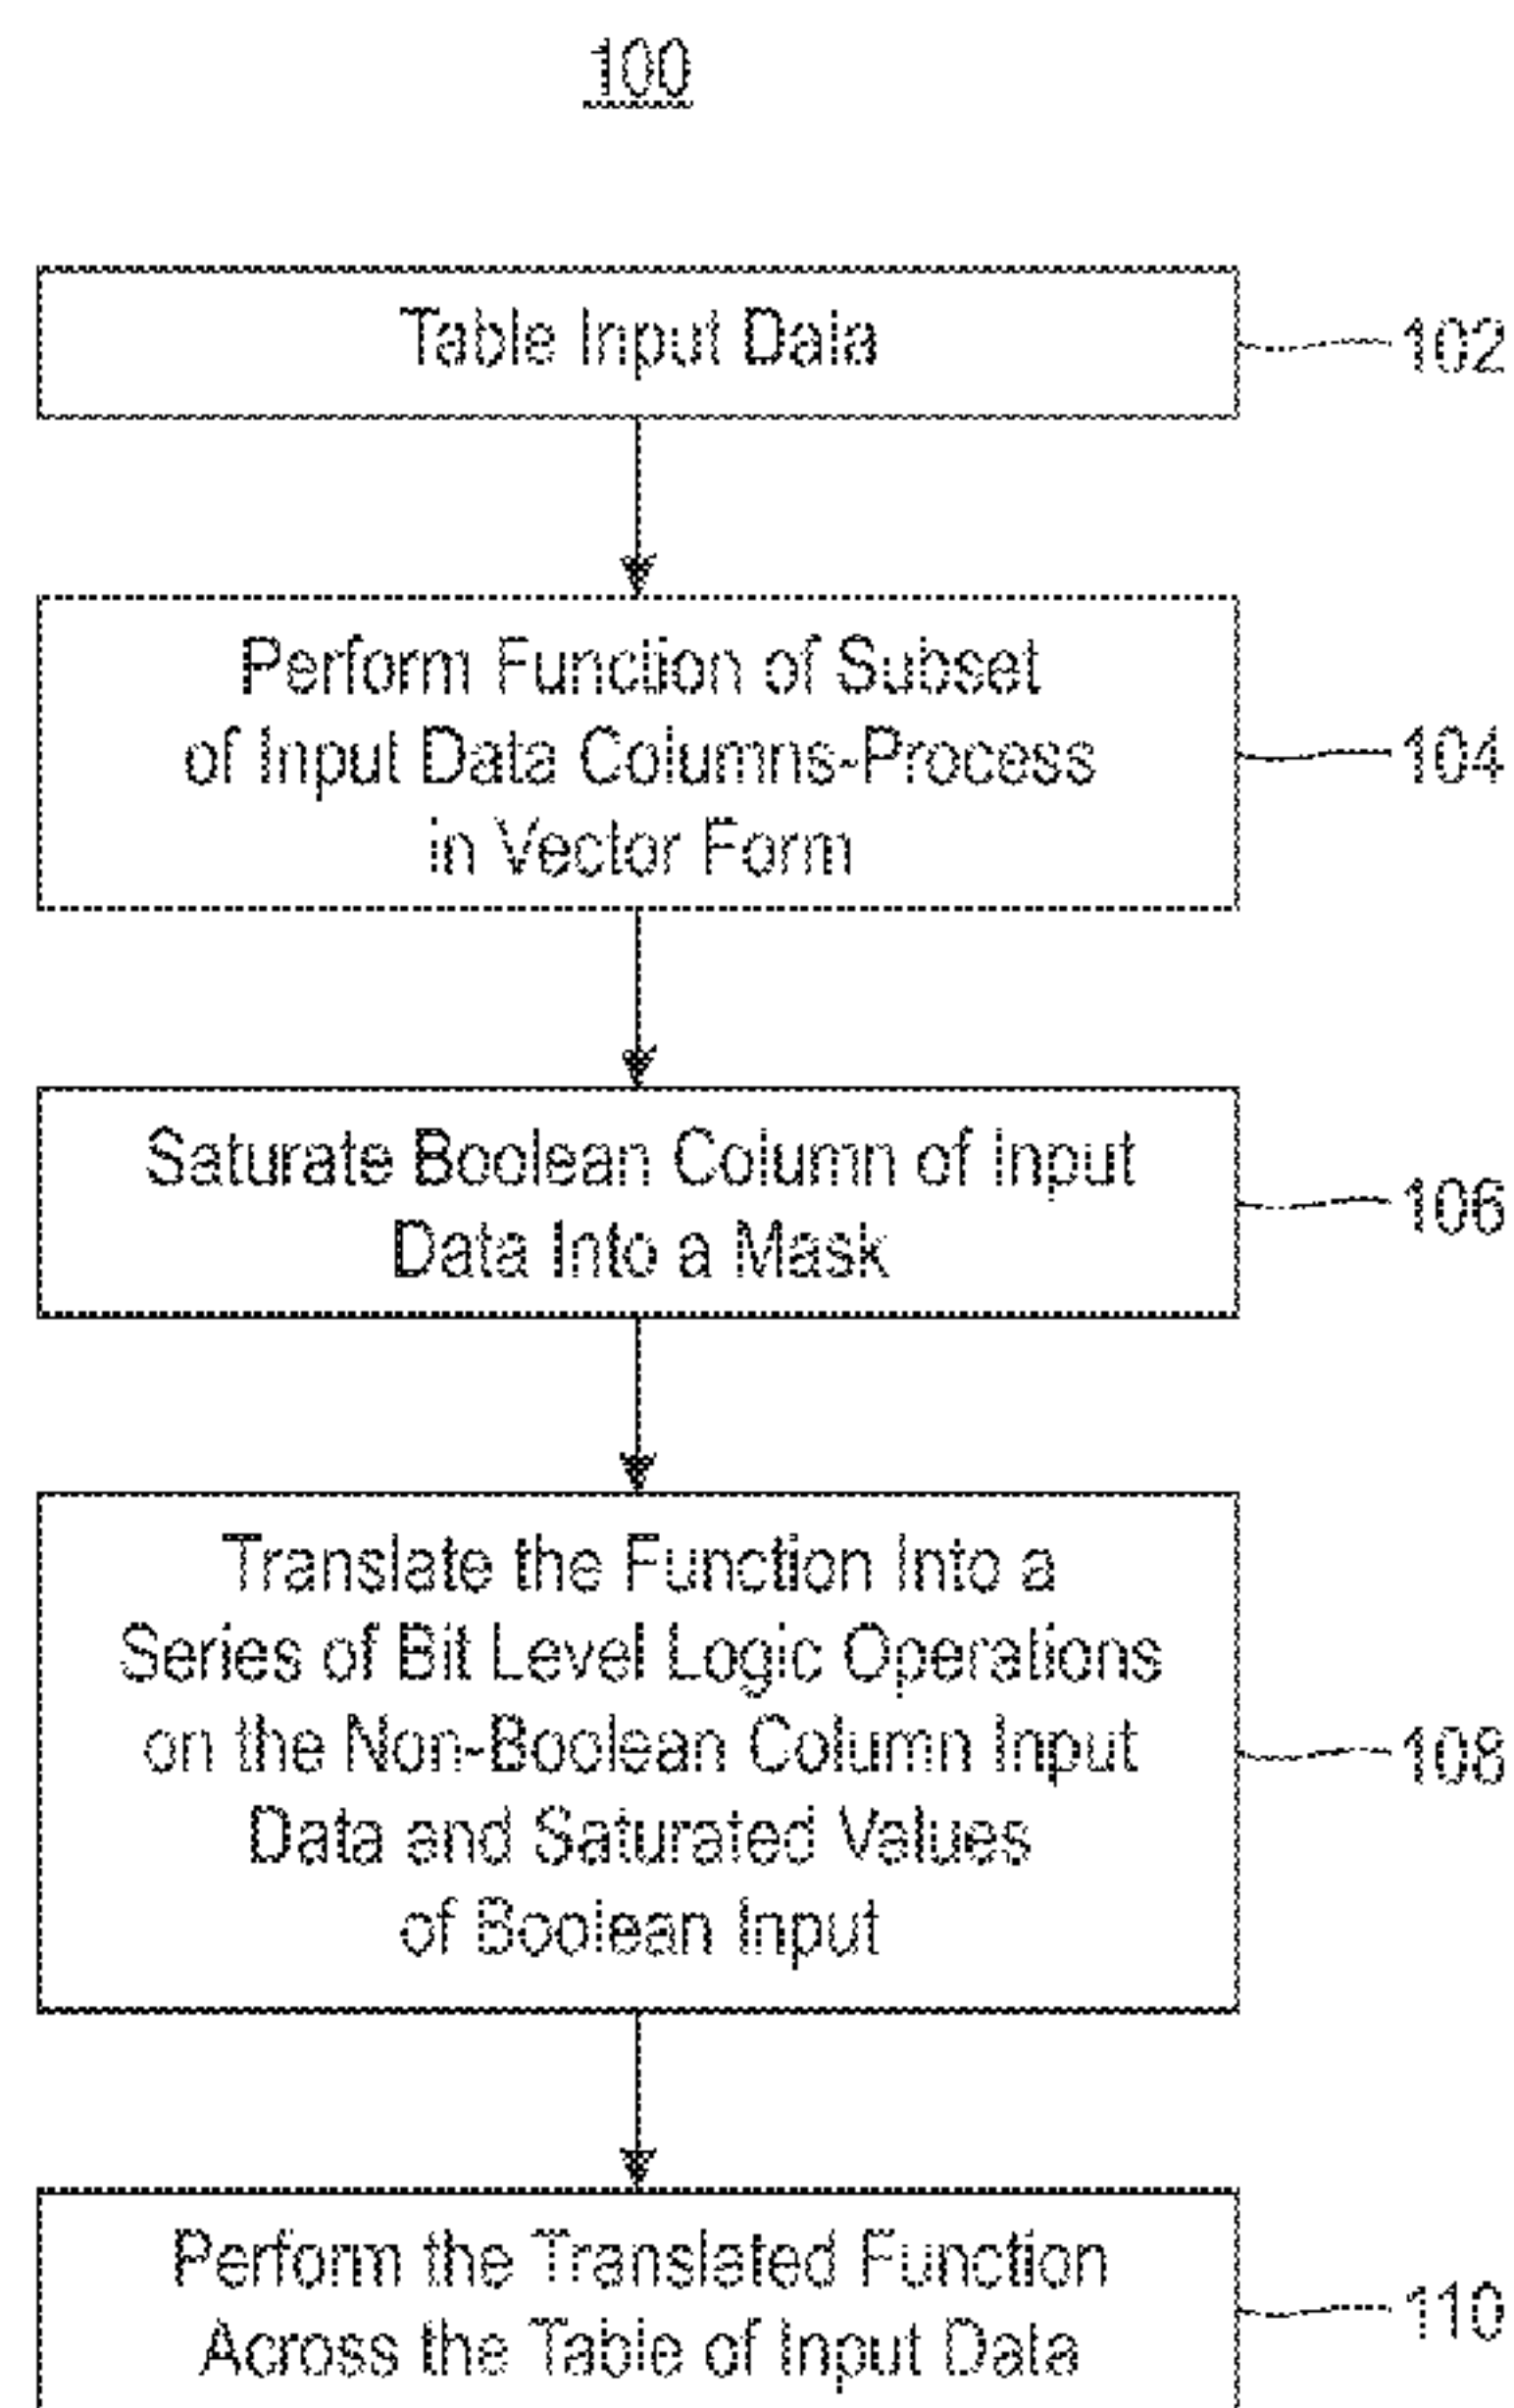 100
Table Input Data
102
Perform Function of Subset
of Input Data Columns-Process
in Vector Form
104
Saturate Boolean Column of Input
Data Into a Mask
106
Translate the Function Into a
Series of Bit Level Logic Operations
on the Non-Boolean Column Input
Data and Saturated Values
of Boolean Input
108
Perform the Translated Function
Across the Table of Input Data
110